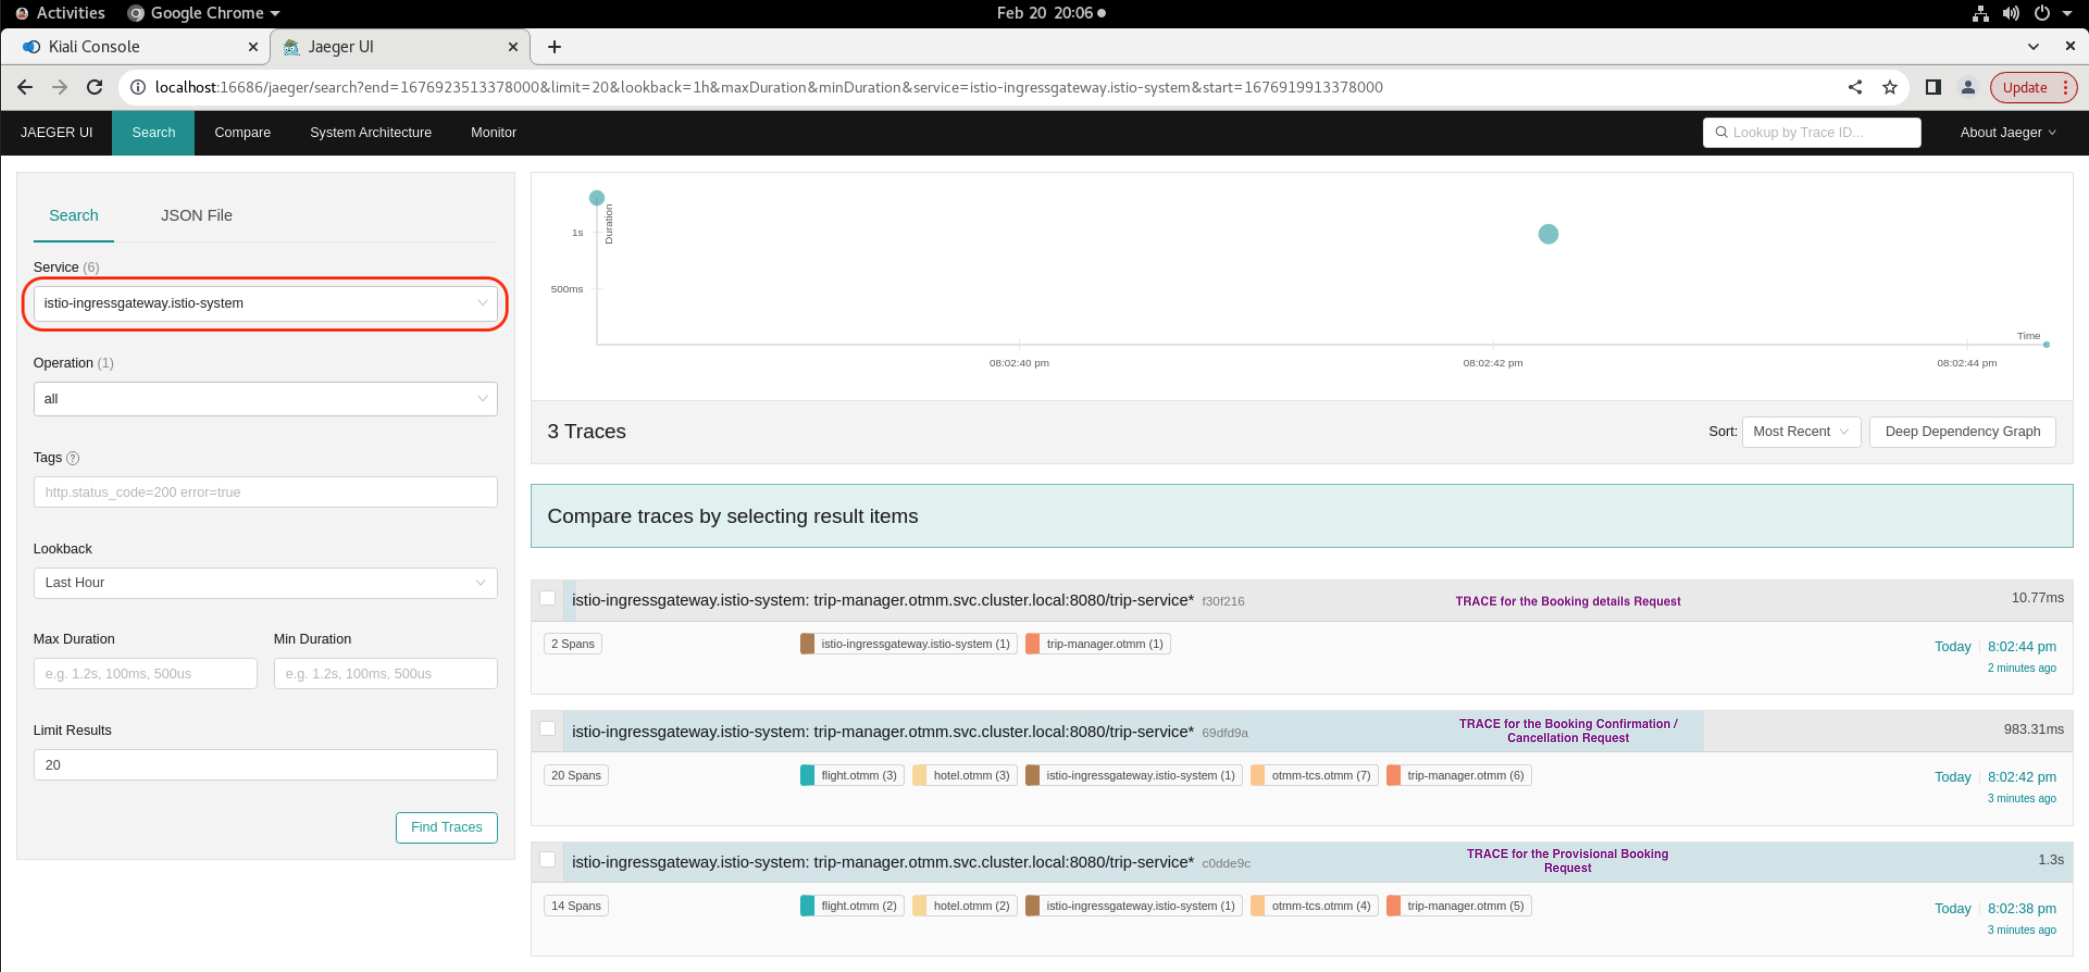 Activities Google Chrome Feb 20 20:06
Kiali Console Jaeger UI
localhost:16686/jaeger/search?end=1676923513378000&limit=20&lookback=1h&maxDuration&minDuration&service=istio-ingressgateway.istio-system&start=1676919913378000 Update
JAEGER UI Search Compare System Architecture Monitor Lookup by Trace ID... About Jaeger
Search JSON File
Service (6)
istio-ingressgateway.istio-system
Operation (1)
all
Tags ?
http.status_code=200 error=true
Lookback
Last Hour
Max Duration Min Duration
e.g. 1.2s, 100ms, 500us e.g. 1.2s, 100ms, 500us
Limit Results
20
Find Traces
Duration
1s
500ms
Time
08:02:40 pm 08:02:42 pm 08:02:44 pm
3 Traces Sort: Most Recent Deep Dependency Graph
Compare traces by selecting result items
istio-ingressgateway.istio-system: trip-manager.otmm.svc.cluster.local:8080/trip-service* f30f216 TRACE for the Booking details Request 10.77ms
2 Spans istio-ingressgateway.istio-system (1) trip-manager.otmm (1) Today 8:02:44 pm
2 minutes ago
istio-ingressgateway.istio-system: trip-manager.otmm.svc.cluster.local:8080/trip-service* 69dfd9a TRACE for the Booking Confirmation / 983.31ms
Cancellation Request
20 Spans flight.otmm (3) hotel.otmm (3) istio-ingressgateway.istio-system (1) otmm-tcs.otmm (7) trip-manager.otmm (6) Today 8:02:42 pm
3 minutes ago
istio-ingressgateway.istio-system: trip-manager.otmm.svc.cluster.local:8080/trip-service* c0dde9c TRACE for the Provisional Booking 1.3s
Request
14 Spans flight.otmm (2) hotel.otmm (2) istio-ingressgateway.istio-system (1) otmm-tcs.otmm (4) trip-manager.otmm (5) Today 8:02:38 pm
3 minutes ago